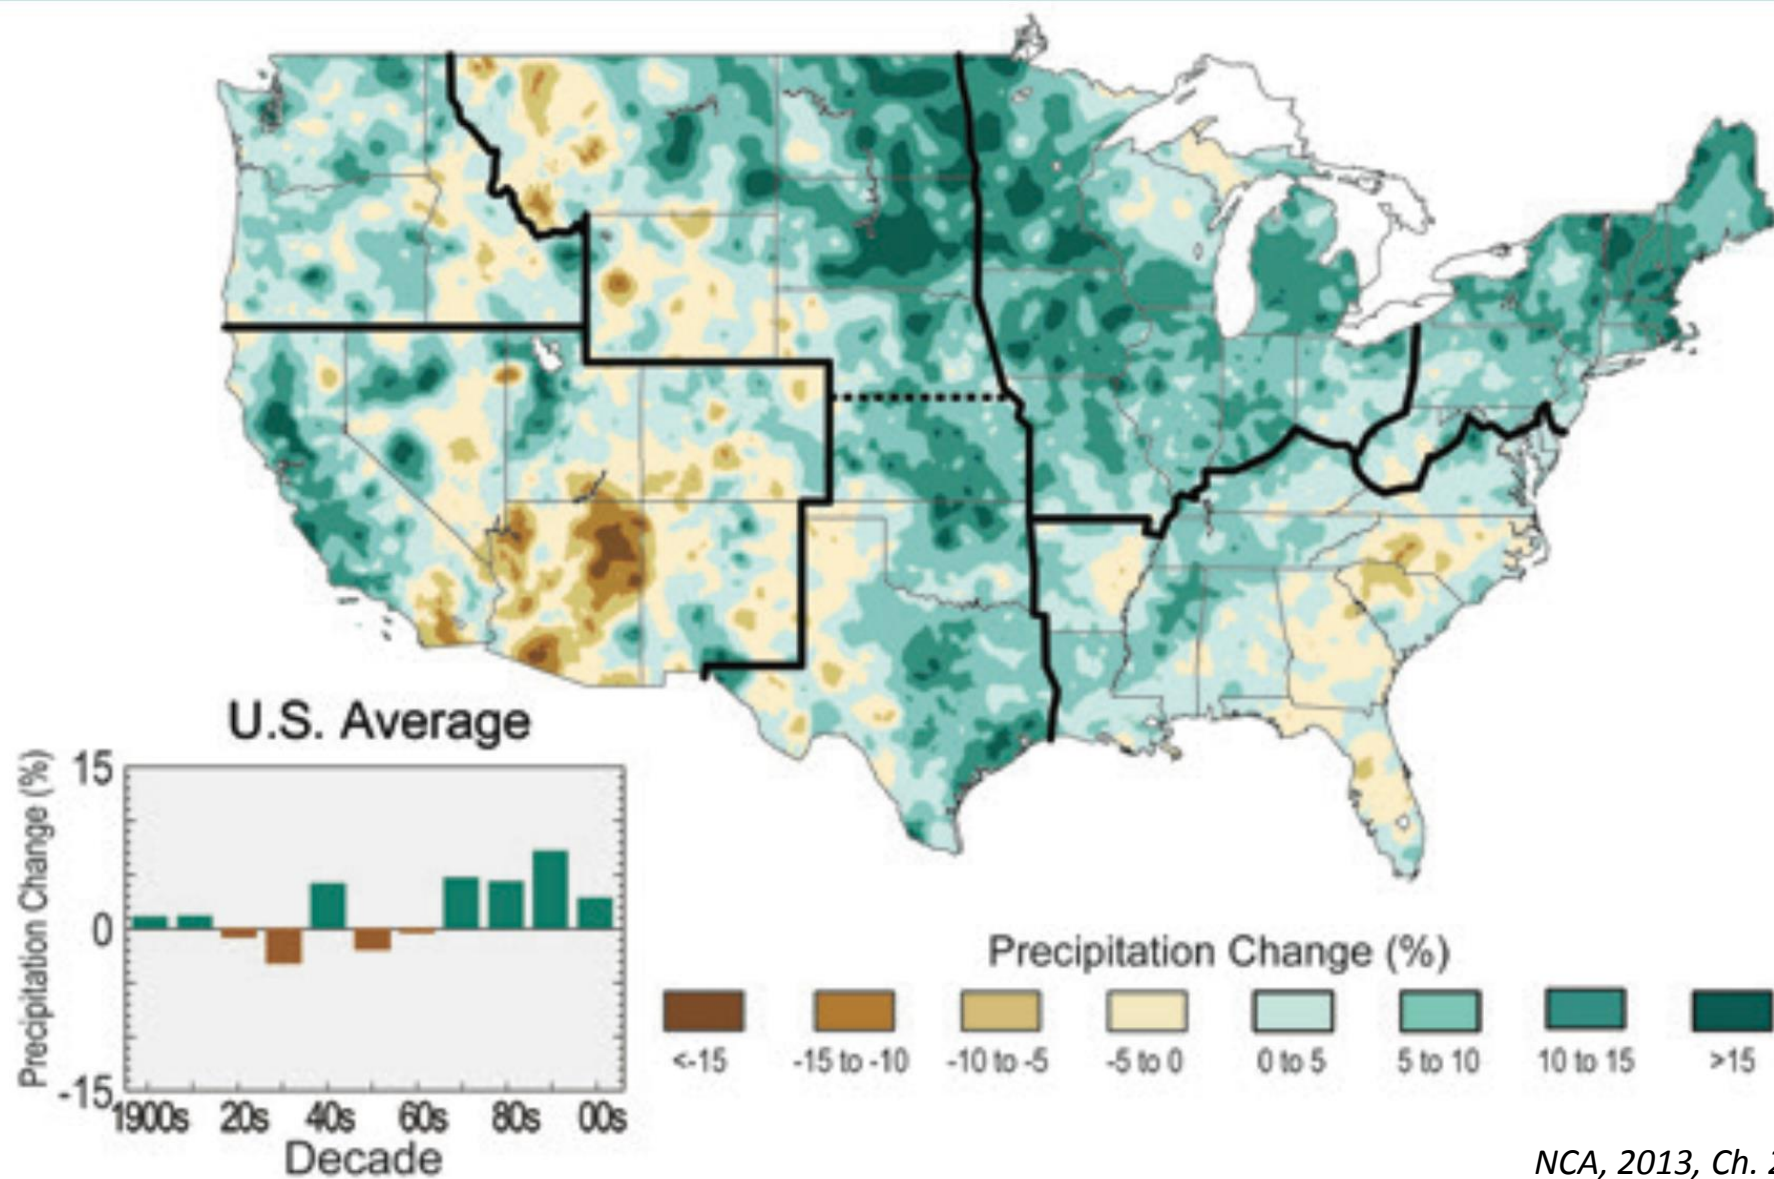 U.S. Average
Precipitation Change (%)
15
0
-15
1900s 20s 40s 60s 80s 00s
Decade
Precipitation Change (%)
<-15 -15 to -10 -10 to -5 -5 to 0 0 to 5 5 to 10 10 to 15 >15
NCA, 2013, Ch.